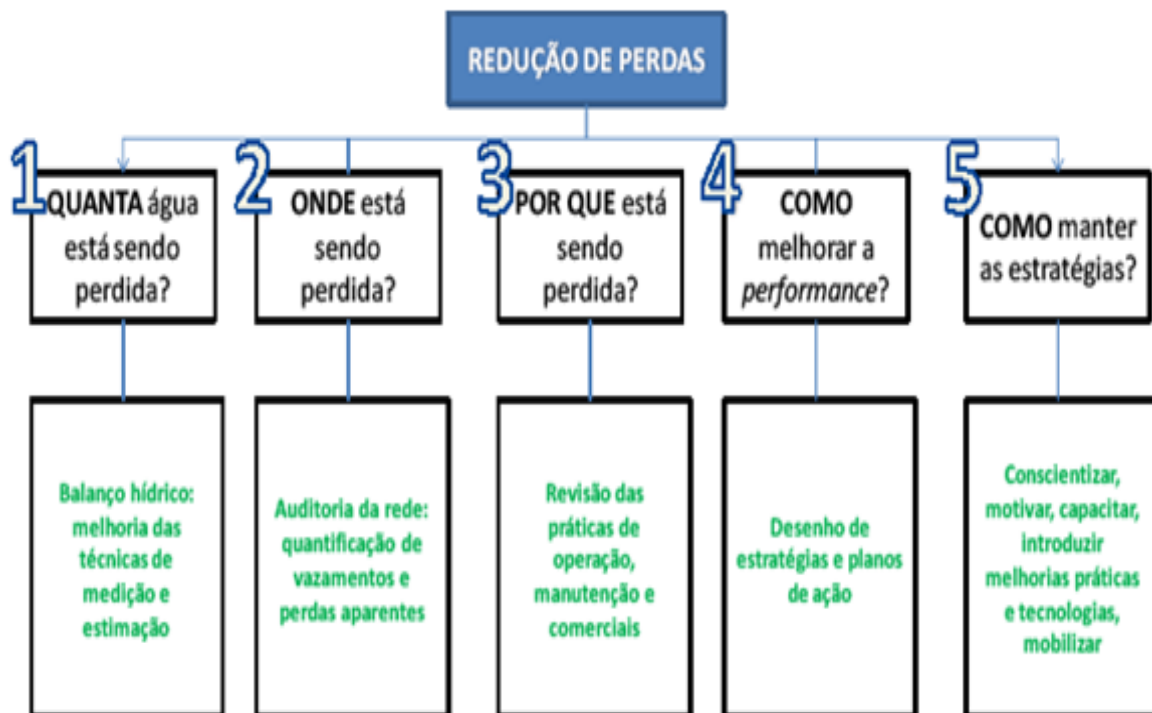 REDUÇÃO DE PERDAS
1
QUANTA água
está sendo
perdida?
2
ONDE está
sendo
perdida?
3
POR QUE está
sendo
perdida?
4
COMO
melhorar a
performance?
5
COMO manter
as estratégias?
Balanço hídrico:
melhoria das
técnicas de
medição e
estimação
Auditoria da rede:
quantificação de
vazamentos e
perdas aparentes
Revisão das
práticas de
operação,
manutenção e
comerciais
Desenho de
estratégias e planos
de ação
Conscientizar,
motivar, capacitar,
introduzir
melhorias práticas
e tecnologias,
mobilizar